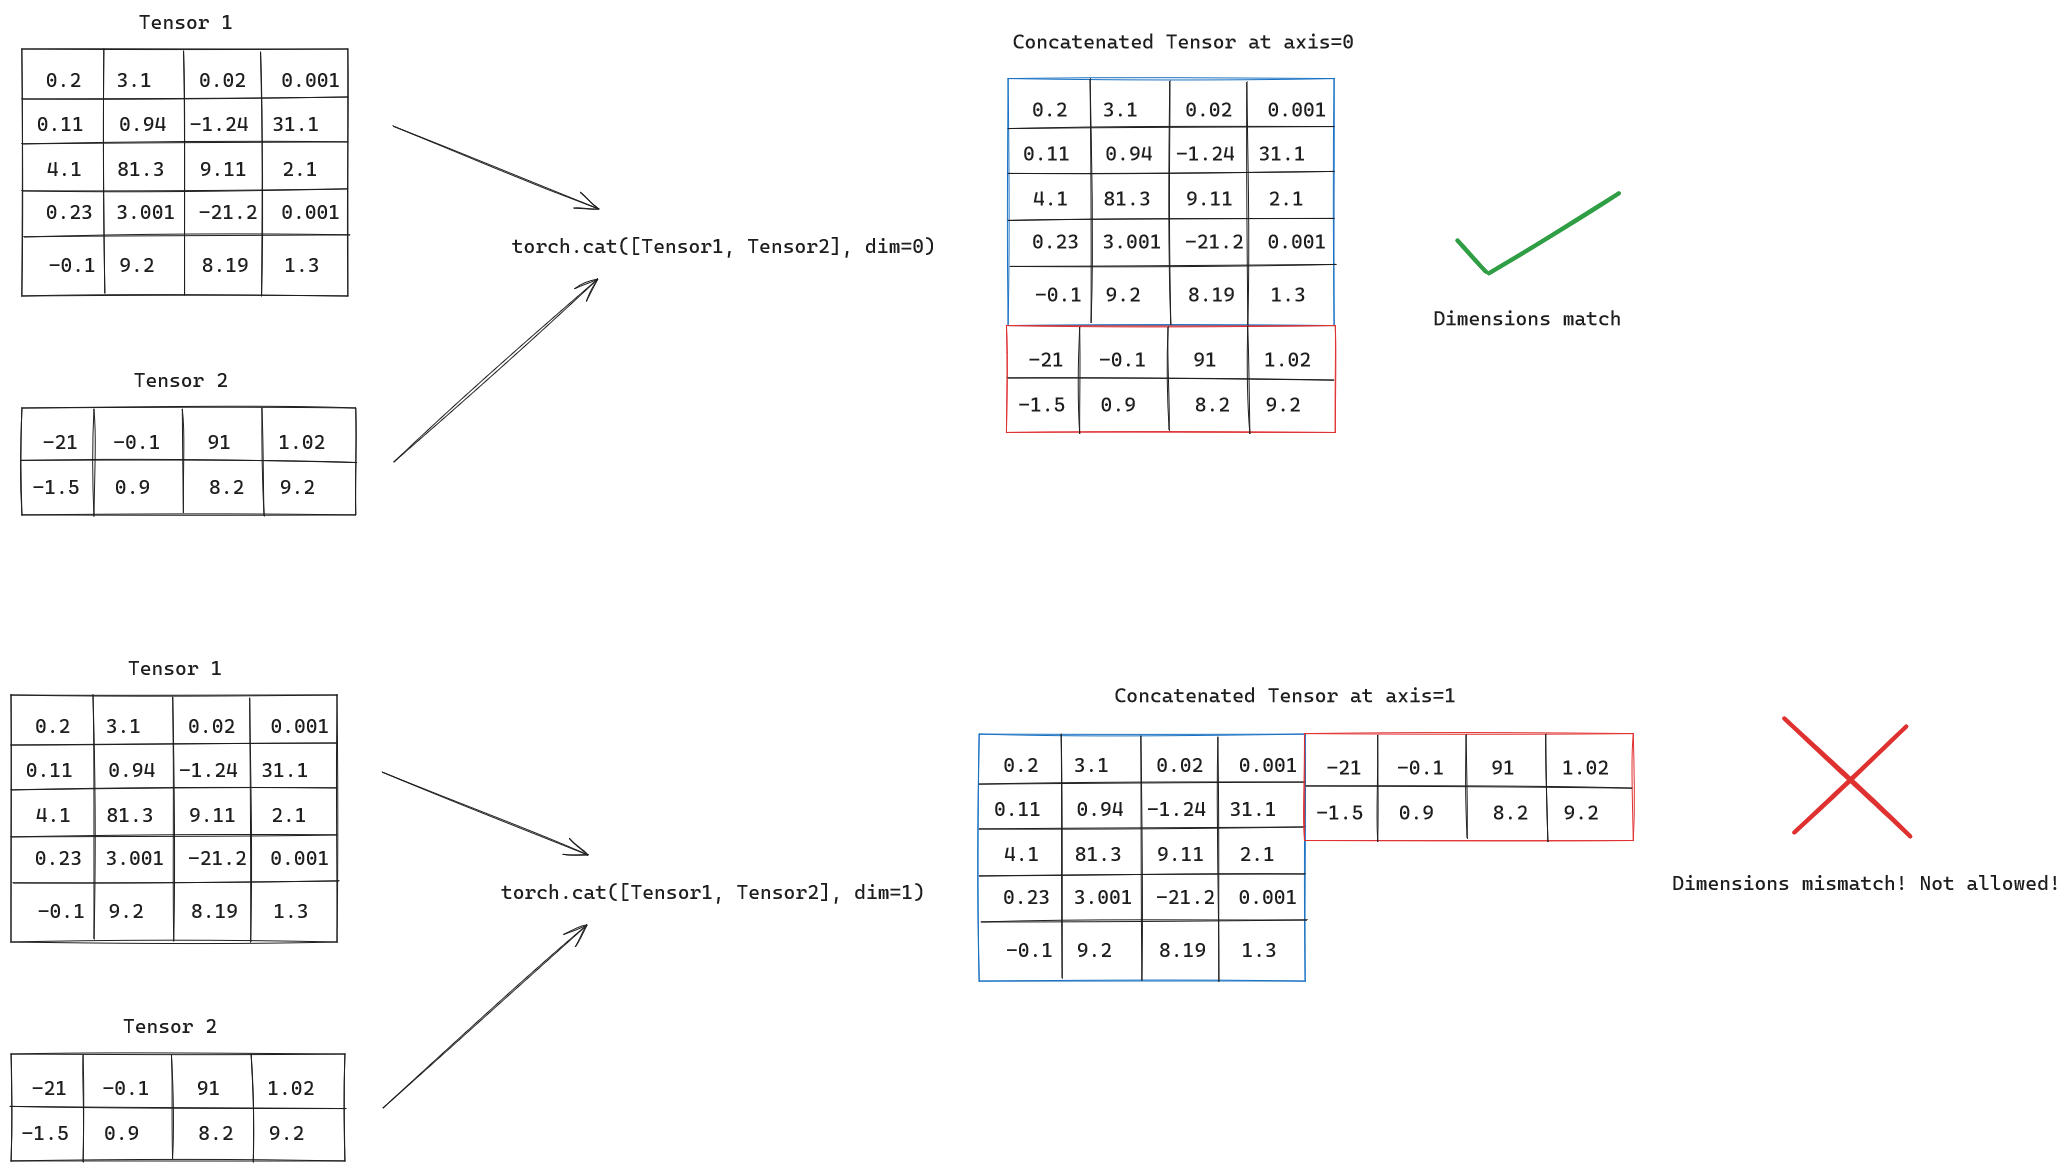 Tensor 1
0.2 3.1 0.02 0.001
0.11 0.94 -1.24 31.1
4.1 81.3 9.11 2.1
0.23 3.001 -21.2 0.001
-0.1 9.2 8.19 1.3
Tensor 2
-21 -0.1 91 1.02
-1.5 0.9 8.2 9.2
torch.cat([Tensor1, Tensor2], dim=0)
Concatenated Tensor at axis=0
0.2 3.1 0.02 0.001
0.11 0.94 -1.24 31.1
4.1 81.3 9.11 2.1
0.23 3.001 -21.2 0.001
-0.1 9.2 8.19 1.3
-21 -0.1 91 1.02
-1.5 0.9 8.2 9.2
Dimensions match
Tensor 1
0.2 3.1 0.02 0.001
0.11 0.94 -1.24 31.1
4.1 81.3 9.11 2.1
0.23 3.001 -21.2 0.001
-0.1 9.2 8.19 1.3
Tensor 2
-21 -0.1 91 1.02
-1.5 0.9 8.2 9.2
torch.cat([Tensor1, Tensor2], dim=1)
Concatenated Tensor at axis=1
0.2 3.1 0.02 0.001 -21 -0.1 91 1.02
0.11 0.94 -1.24 31.1 -1.5 0.9 8.2 9.2
4.1 81.3 9.11 2.1
0.23 3.001 -21.2 0.001
-0.1 9.2 8.19 1.3
Dimensions mismatch! Not allowed!